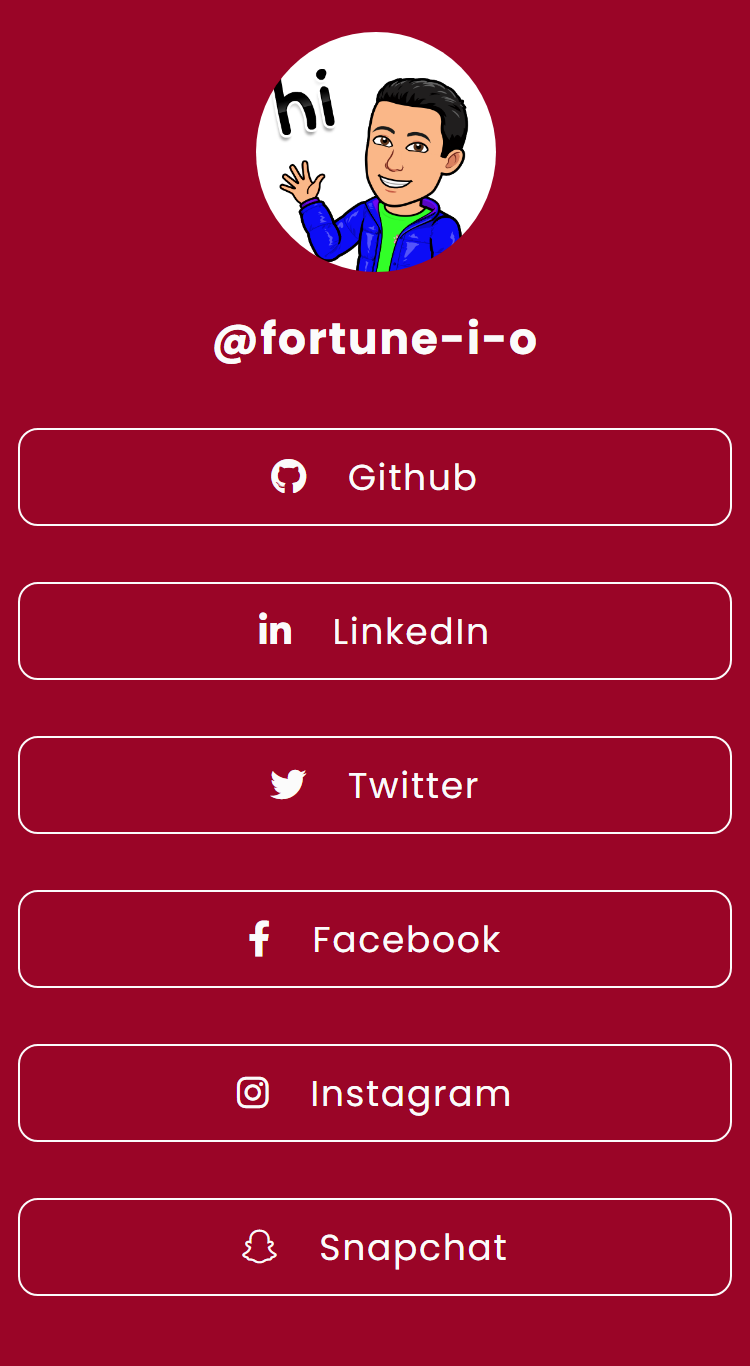 hi
@fortune-i-o
Github
LinkedIn
Twitter
Facebook
Instagram
Snapchat